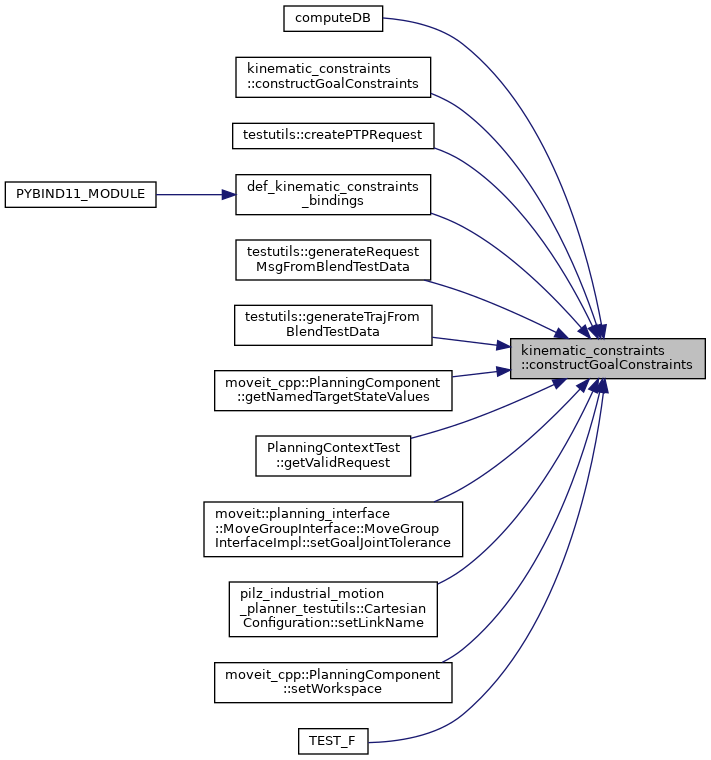 computeDB
kinematic_constraints
::constructGoalConstraints
testutils::createPTPRequest
PYBIND11_MODULE
def_kinematic_constraints
_bindings
testutils::generateRequest
MsgFromBlendTestData
testutils::generateTrajFrom
BlendTestData
kinematic_constraints
::constructGoalConstraints
moveit_cpp::PlanningComponent
::getNamedTargetStateValues
PlanningContextTest
::getValidRequest
moveit::planning_interface
::MoveGroupInterface::MoveGroup
InterfaceImpl::setGoalJointTolerance
pilz_industrial_motion
_planner_testutils::Cartesian
Configuration::setLinkName
moveit_cpp::PlanningComponent
::setWorkspace
TEST_F